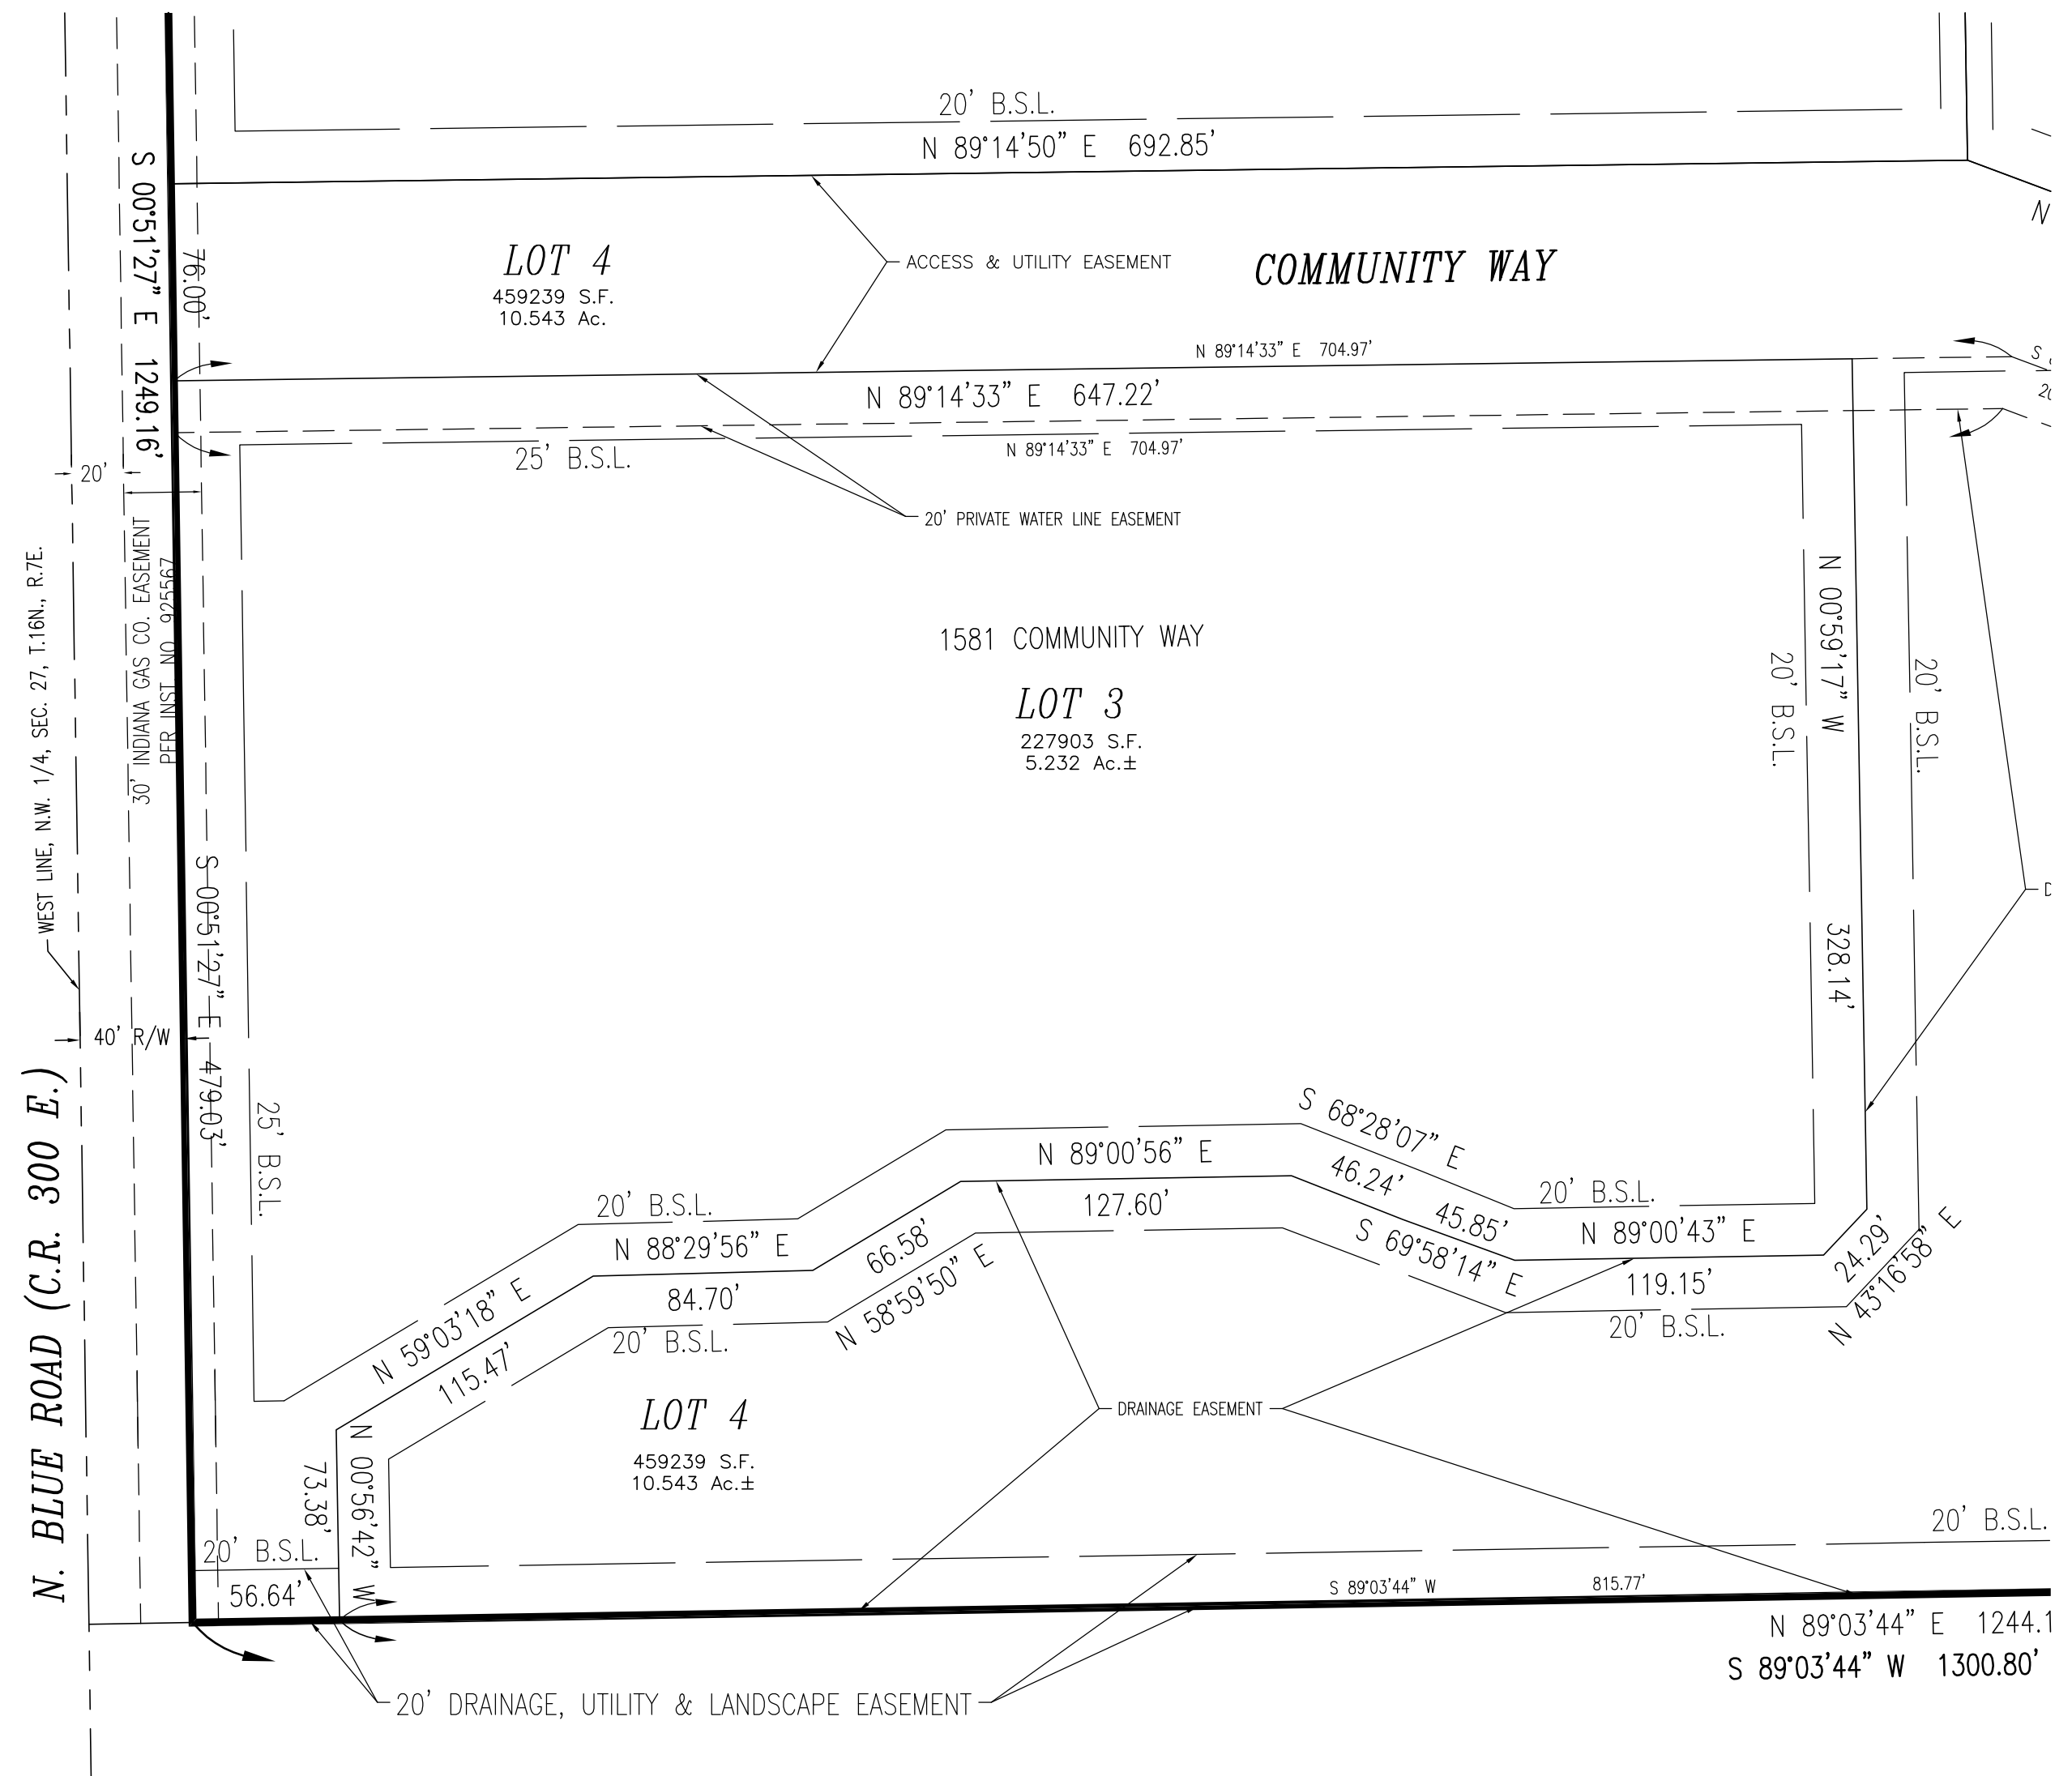 20' B.S.L.
N 89°14'50" E 692.85'
S 00°51'27" E 1249.16'
76.00'
LOT 4
459239 S.F.
10.543 Ac.
ACCESS & UTILITY EASEMENT
COMMUNITY WAY
N
N 89°14'33" E 704.97'
S
N 89°14'33" E 647.22'
20
25' B.S.L.
N 89°14'33" E 704.97'
20'
20' PRIVATE WATER LINE EASEMENT
WEST LINE, N.W. 1/4, SEC. 27, T.16N., R.7E.
30' INDIANA GAS CO. EASEMENT
PER INST NO 925567
1581 COMMUNITY WAY
LOT 3
227903 S.F.
5.232 Ac.±
N 00°59'17" W 328.14'
20' B.S.L.
20' B.S.L.
D
S 00°51'27" E 479.03'
40' R/W
25' B.S.L.
N. BLUE ROAD (C.R. 300 E.)
S 68°28'07" E
46.24'
N 89°00'56" E
127.60'
20' B.S.L.
N 88°29'56" E
84.70'
20' B.S.L.
66.58'
N 58°59'50" E
45.85'
S 69°58'14" E
20' B.S.L.
N 89°00'43" E
119.15'
20' B.S.L.
24.29'
N 43°16'58" E
N 59°03'18" E
115.47'
LOT 4
459239 S.F.
10.543 Ac.±
DRAINAGE EASEMENT
73.38'
N 00°56'42" W
20' B.S.L.
56.64'
20' B.S.L.
S 89°03'44" W 815.77'
N 89°03'44" E 1244.1
S 89°03'44" W 1300.80'
20' DRAINAGE, UTILITY & LANDSCAPE EASEMENT